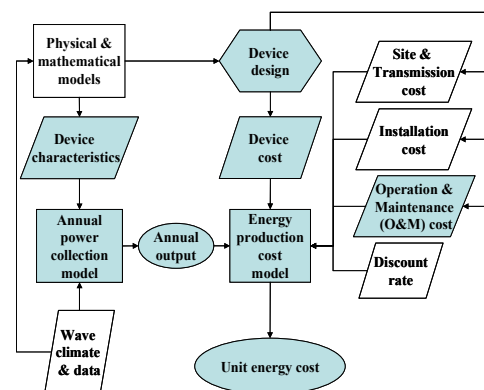 Physical &
mathematical
models
Device
design
Site &
Transmission
cost
Device
characteristics
Device
cost
Installation
cost
Operation &
Maintenance
(O&M) cost
Annual
power
collection
model
Annual
output
Energy
production
cost
model
Discount
rate
Wave
climate
& data
Unit energy cost